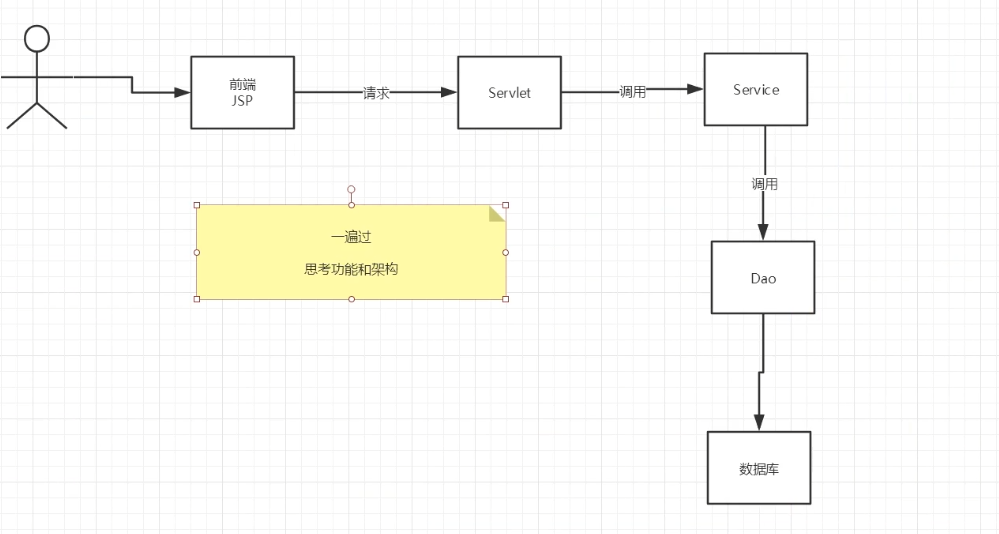 前端
JSP
请求
Servlet
调用
Service
调用
一遍过
思考功能和架构
Dao
数据库